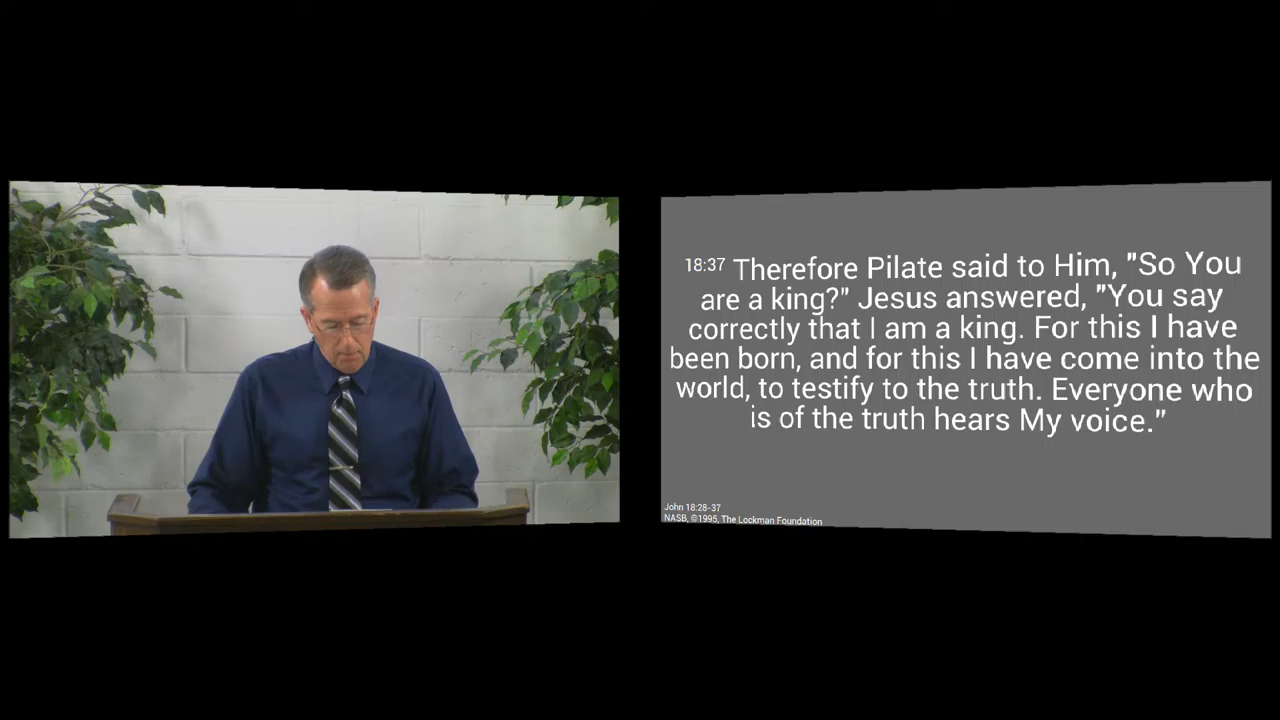 18:37 Therefore Pilate said to Him, "So You
are a king?" Jesus answered, "You say
correctly that I am a king. For this I have
been born, and for this I have come into the
world, to testify to the truth. Everyone who
is of the truth hears My voice."
John 18:28-37
NASB, ©1995, The Lockman Foundation